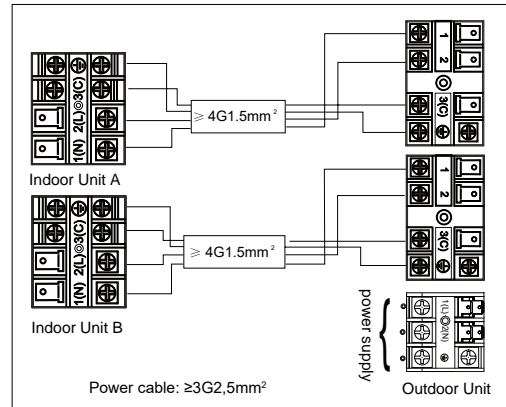 1(N) 2(L) 3(C)
≥ 4G1.5mm²
1
2
3(C)
Indoor Unit A
1(N) 2(L) 3(C)
≥ 4G1.5mm²
1
2
3(C)
Indoor Unit B
power supply
1(L) 2(N)
Power cable: ≥3G2,5mm²
Outdoor Unit